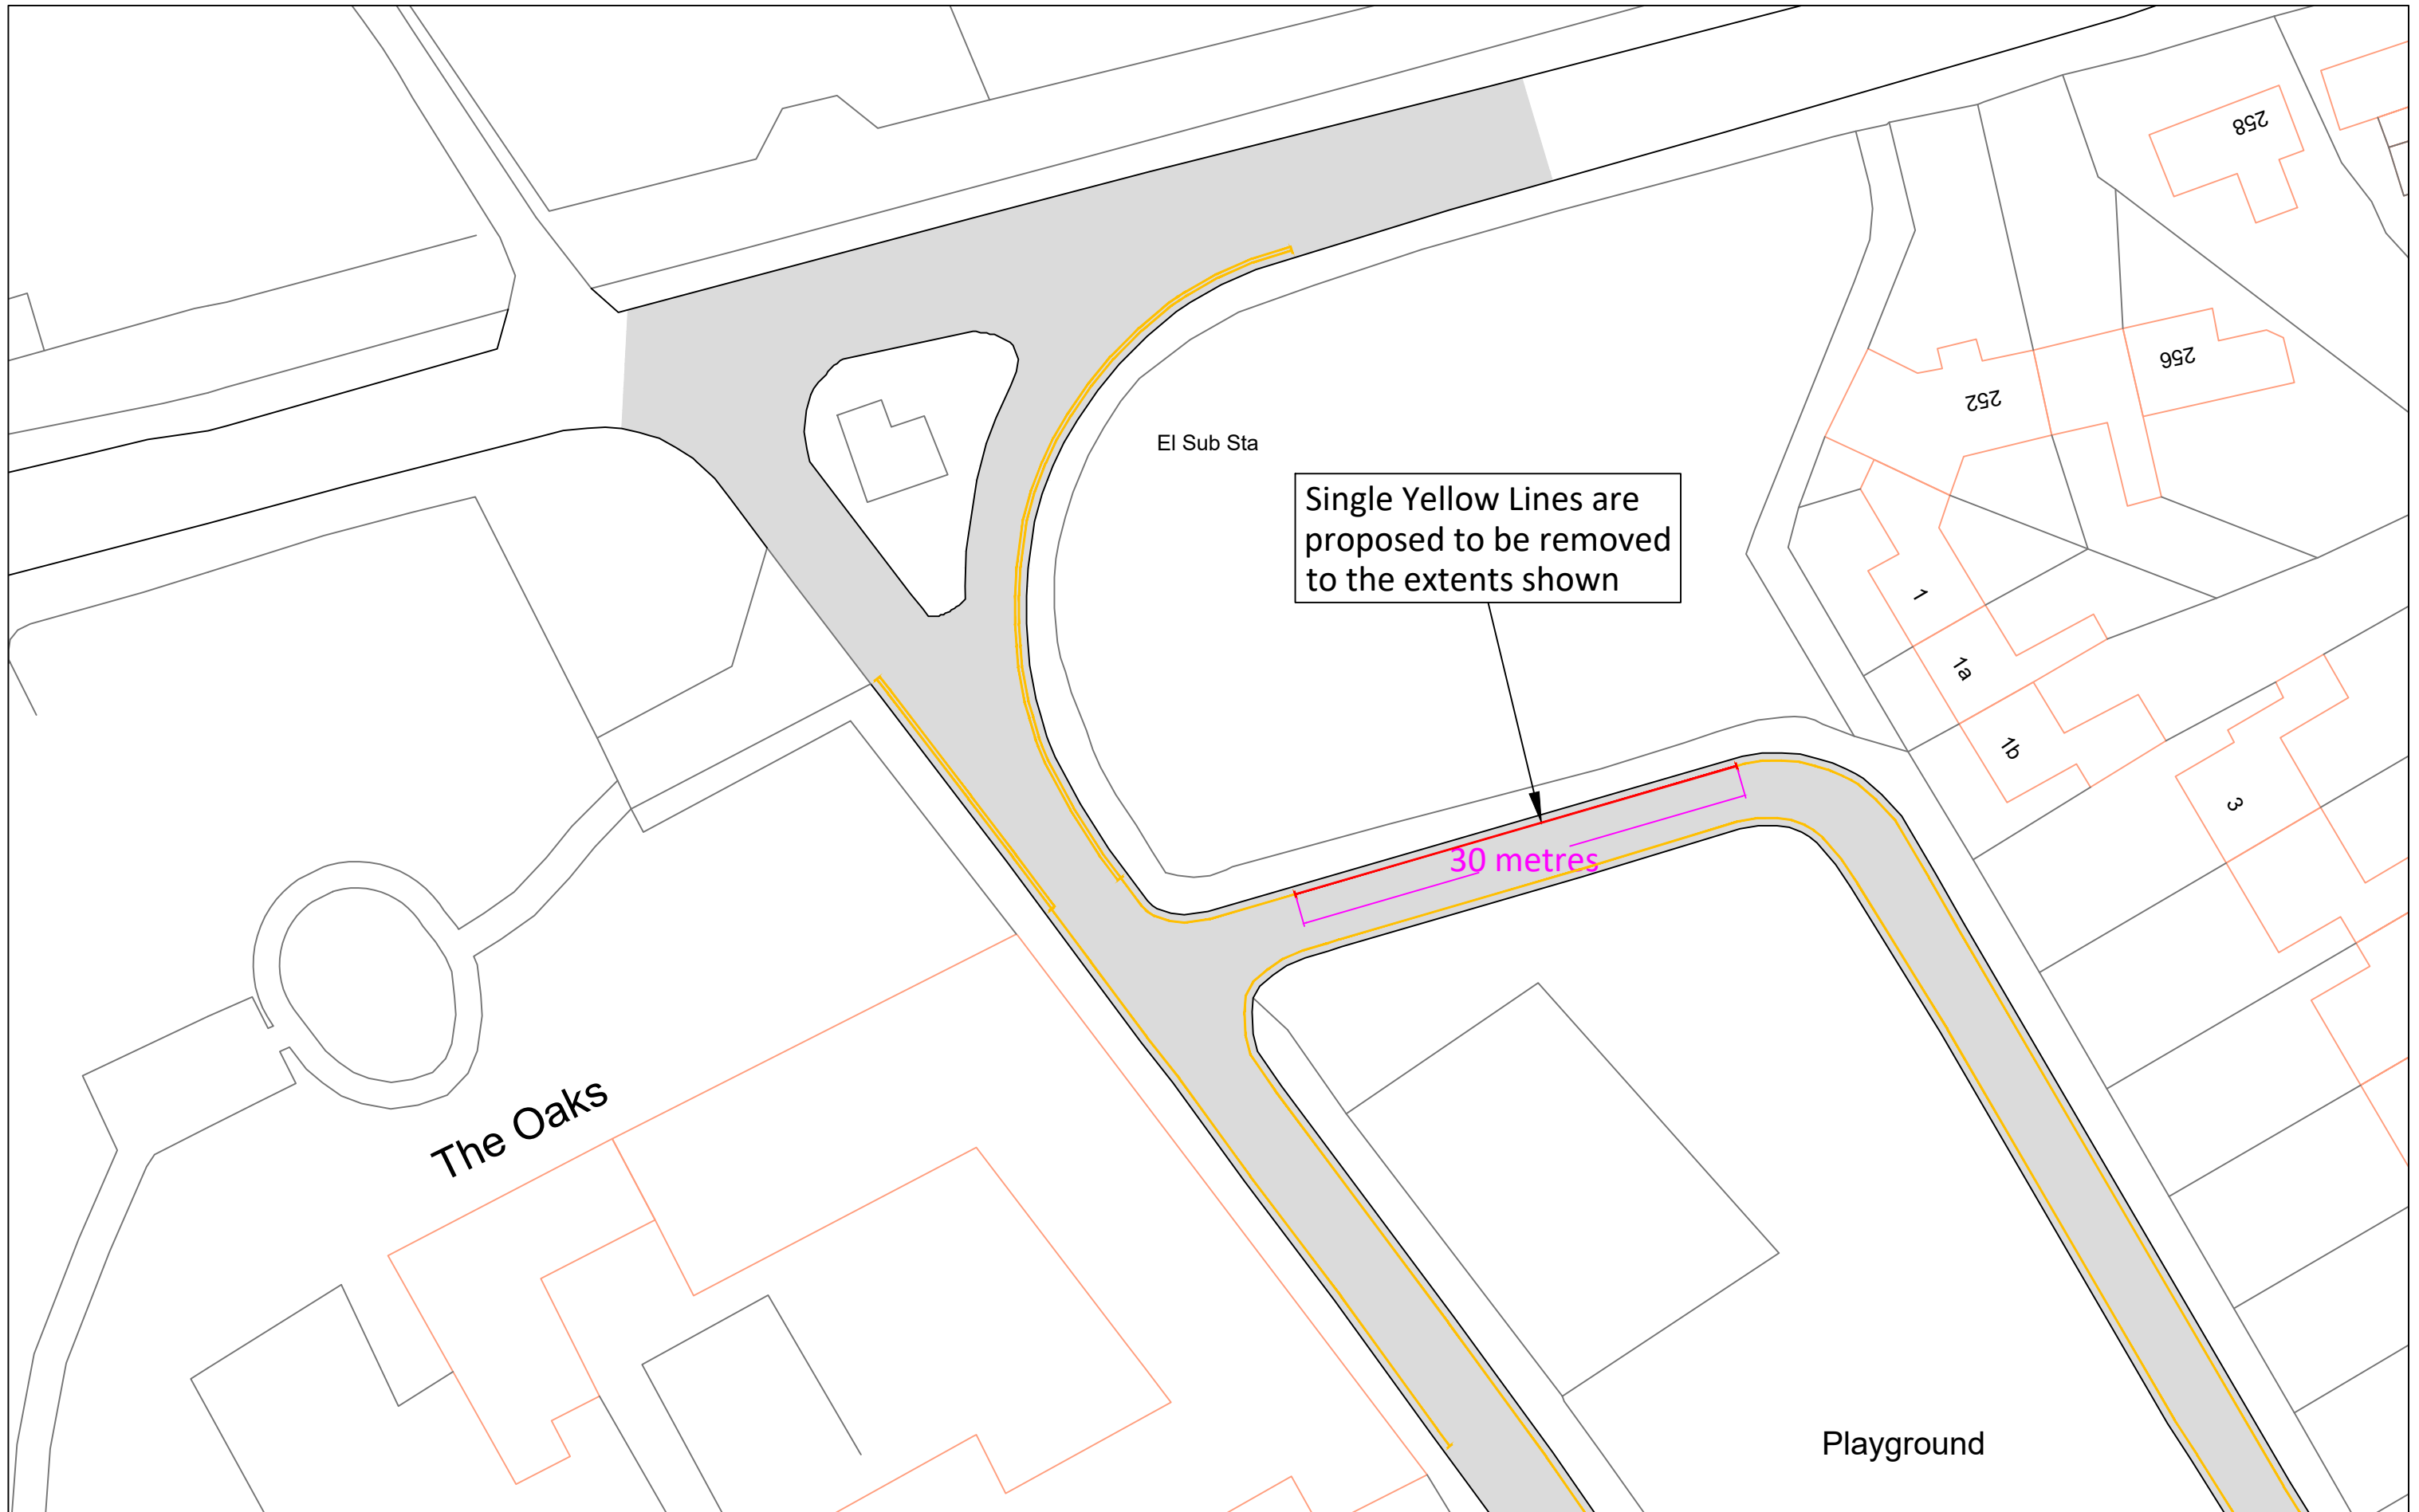 258
256
252
El Sub Sta
Single Yellow Lines are
proposed to be removed
to the extents shown
1
1a
1b
3
30 metres
The Oaks
Playground